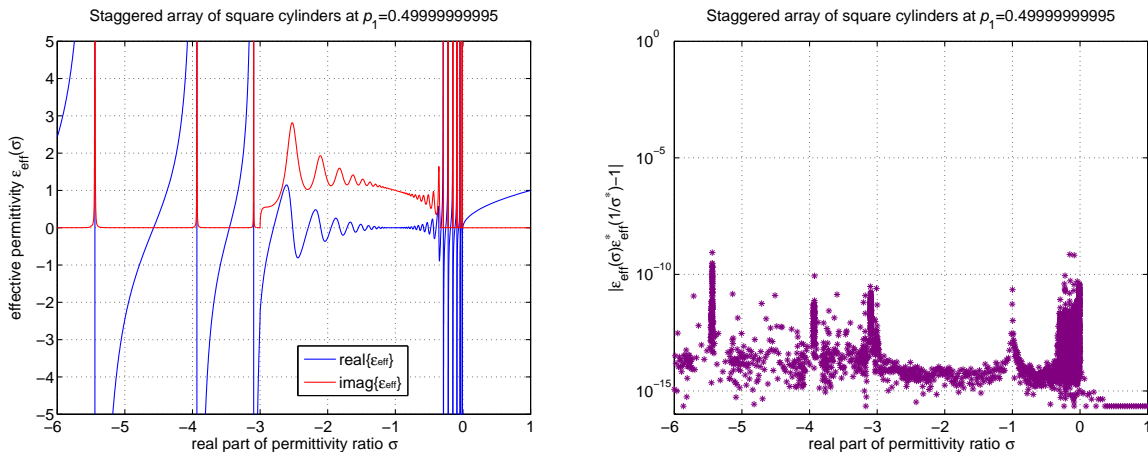 Staggered array of square cylinders at p₁=0.49999999995
effective permittivity εeff(σ)
5
4
3
2
1
0
−1
−2
−3
−4
−5
real{εeff}
imag{εeff}
−6 −5 −4 −3 −2 −1 0 1
real part of permittivity ratio σ
Staggered array of square cylinders at p₁=0.49999999995
|εeff(σ)ε*eff(1/σ*)−1|
10⁰
10⁻⁵
10⁻¹⁰
10⁻¹⁵
−6 −5 −4 −3 −2 −1 0 1
real part of permittivity ratio σ